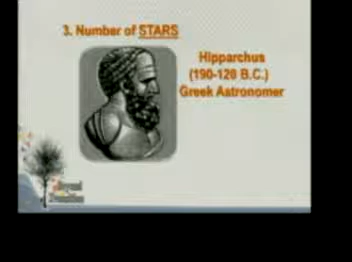 3. Number of STARS
Hipparchus
(190-120 B.C.)
Greek Astronomer